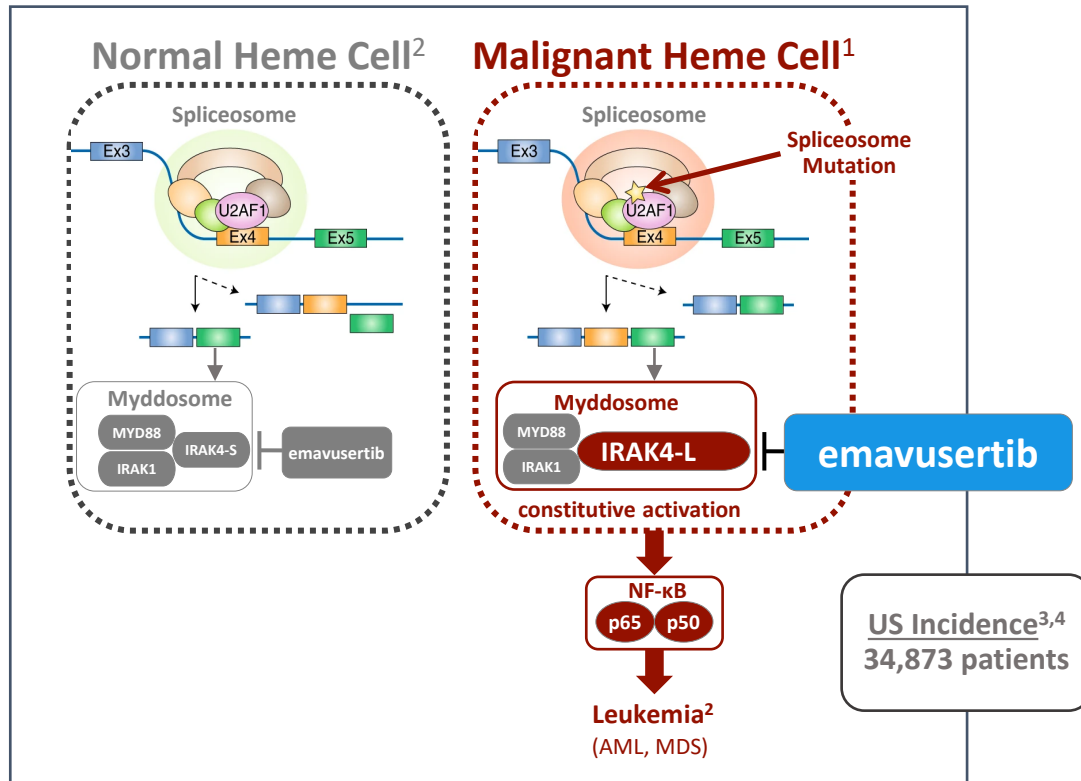 Normal Heme Cell²
Spliceosome
Ex3
U2AF1
Ex4
Ex5
Myddosome
MYD88
IRAK1
IRAK4-S
emavusertib
Malignant Heme Cell¹
Spliceosome
Spliceosome
Mutation
Ex3
U2AF1
Ex4
Ex5
Myddosome
MYD88
IRAK1
IRAK4-L
emavusertib
constitutive activation
NF-κB
p65
p50
Leukemia²
(AML, MDS)
US Incidence³,⁴
34,873 patients